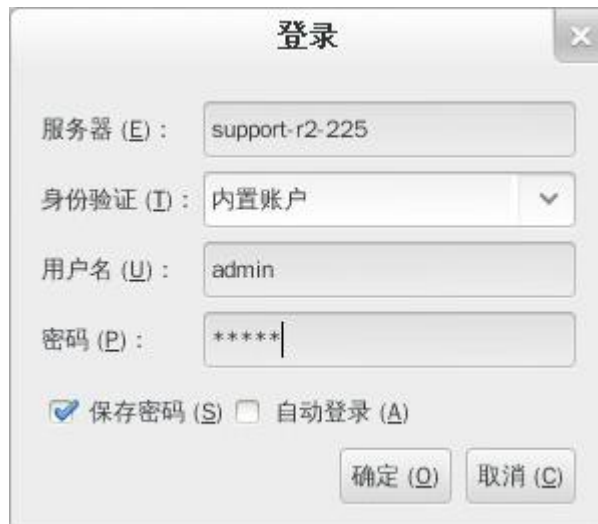 登录
服务器 (E)： support-r2-225
身份验证 (T)： 内置账户
用户名 (U)： admin
密码 (P)： *****
保存密码 (S) 自动登录 (A)
确定 (O) 取消 (C)